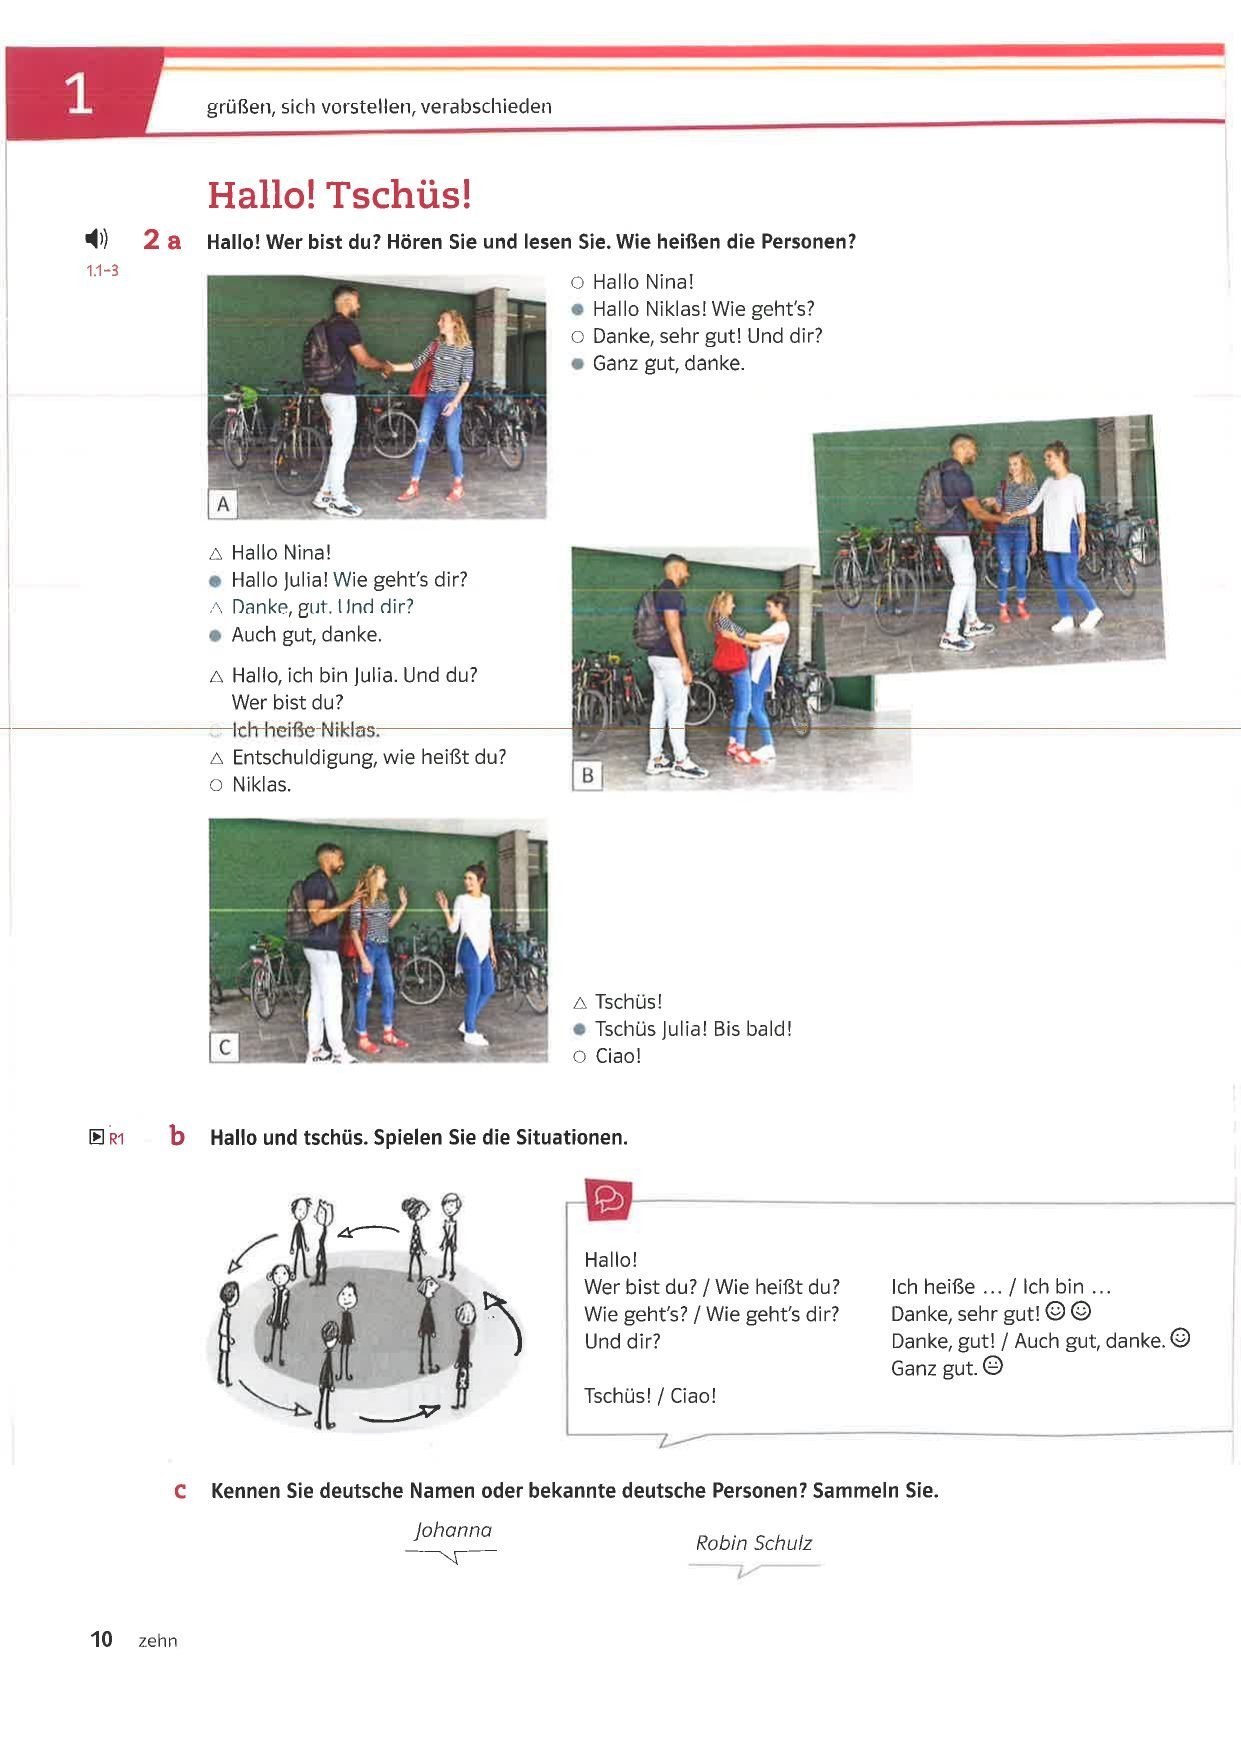 1
grüßen, sich vorstellen, verabschieden
Hallo! Tschüs!
2 a Hallo! Wer bist du? Hören Sie und lesen Sie. Wie heißen die Personen?
1.1–3
○ Hallo Nina!
● Hallo Niklas! Wie geht's?
○ Danke, sehr gut! Und dir?
● Ganz gut, danke.
A
△ Hallo Nina!
● Hallo Julia! Wie geht's dir?
△ Danke, gut. Und dir?
● Auch gut, danke.
△ Hallo, ich bin Julia. Und du?
Wer bist du?
○ Ich heiße Niklas.
△ Entschuldigung, wie heißt du?
○ Niklas.
B
C
△ Tschüs!
● Tschüs Julia! Bis bald!
○ Ciao!
R1 b Hallo und tschüs. Spielen Sie die Situationen.
Hallo!
Wer bist du? / Wie heißt du? Ich heiße ... / Ich bin ...
Wie geht's? / Wie geht's dir? Danke, sehr gut! ☺ ☺
Und dir? Danke, gut! / Auch gut, danke. ☺
Ganz gut. 😐
Tschüs! / Ciao!
c Kennen Sie deutsche Namen oder bekannte deutsche Personen? Sammeln Sie.
Johanna
Robin Schulz
10 zehn